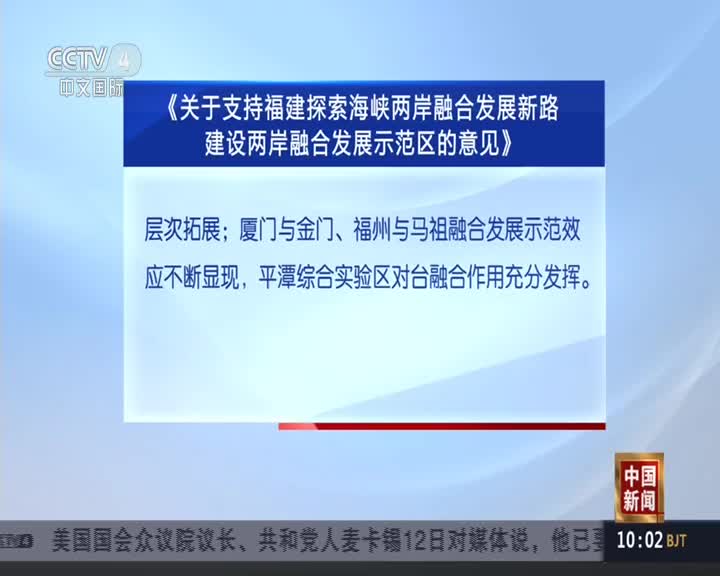 CCTV 4
中文国际
《关于支持福建探索海峡两岸融合发展新路
建设两岸融合发展示范区的意见》
层次拓展；厦门与金门、福州与马祖融合发展示范效
应不断显现，平潭综合实验区对台融合作用充分发挥。
中国
新闻
美国国会众议院议长、共和党人麦卡锡12日对媒体说，他已
10:02 BJT